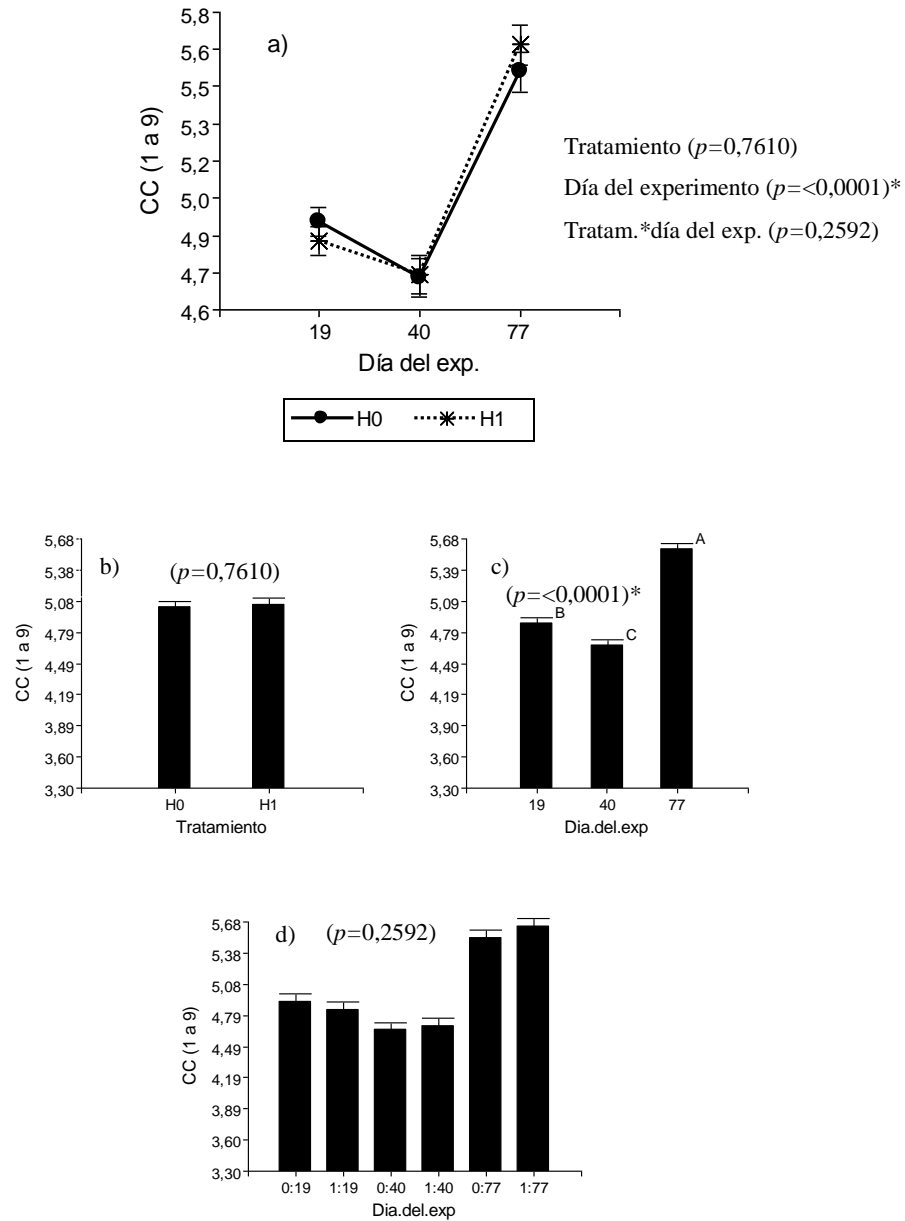 5,8
a)
5,6
5,5
5,3
5,2
5,0
4,9
4,7
4,6
CC (1 a 9)
19 40 77
Día del exp.
H0 H1
Tratamiento (p=0,7610)
Día del experimento (p=<0,0001)*
Tratam.*día del exp. (p=0,2592)
b) (p=0,7610)
5,68
5,38
5,08
4,79
4,49
4,19
3,89
3,60
3,30
CC (1 a 9)
H0 H1
Tratamiento
c)
(p=<0,0001)*
5,68
5,39
5,09
4,79
4,49
4,19
3,90
3,60
3,30
CC (1 a 9)
B C A
19 40 77
Dia.del.exp
d) (p=0,2592)
5,68
5,38
5,08
4,79
4,49
4,19
3,89
3,60
3,30
CC (1 a 9)
0:19 1:19 0:40 1:40 0:77 1:77
Dia.del.exp